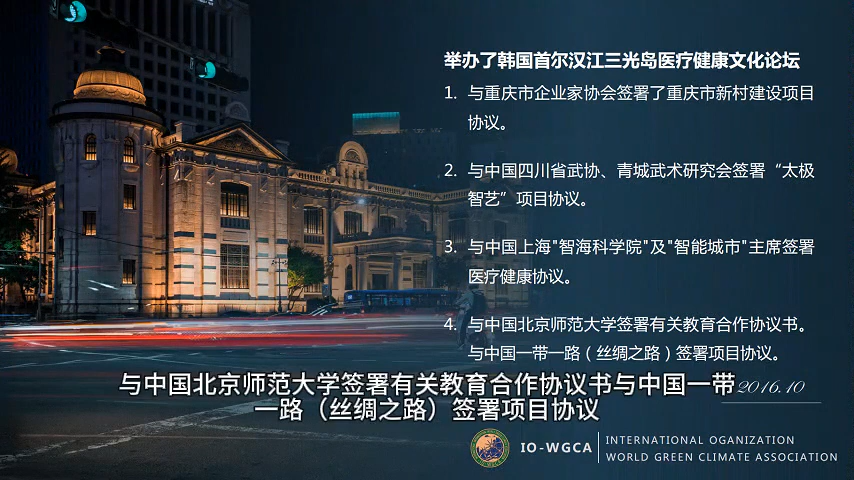 举办了韩国首尔汉江三光岛医疗健康文化论坛
1. 与重庆市企业家协会签署了重庆市新村建设项目
协议。
2. 与中国四川省武协、青城武术研究会签署“太极
智艺”项目协议。
3. 与中国上海"智海科学院"及"智能城市"主席签署
医疗健康协议。
4. 与中国北京师范大学签署有关教育合作协议书。
与中国一带一路（丝绸之路）签署项目协议。
2016.10
与中国北京师范大学签署有关教育合作协议书与中国一带
一路（丝绸之路）签署项目协议
IO-WGCA
INTERNATIONAL OGANIZATION
WORLD GREEN CLIMATE ASSOCIATION